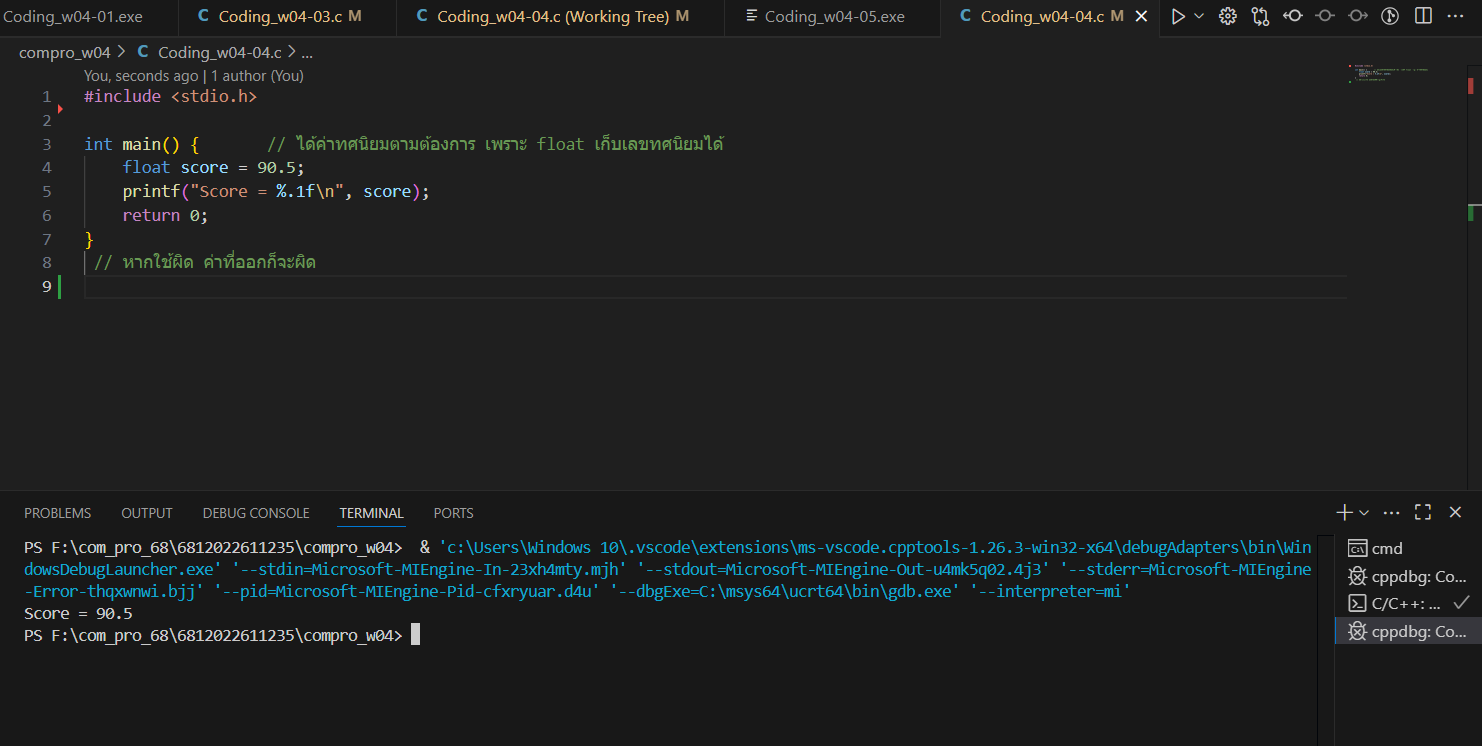 Coding_w04-01.exe
C Coding_w04-03.c M
C Coding_w04-04.c (Working Tree) M
Coding_w04-05.exe
C Coding_w04-04.c M
compro_w04 > C Coding_w04-04.c > ...
You, seconds ago | 1 author (You)
1 #include <stdio.h>
2
3 int main() { // ได้ค่าทศนิยมตามต้องการ เพราะ float เก็บเลขทศนิยมได้
4 float score = 90.5;
5 printf("Score = %.1f\n", score);
6 return 0;
7 }
8 // หากใช้ผิด ค่าที่ออกก็จะผิด
9
PROBLEMS OUTPUT DEBUG CONSOLE TERMINAL PORTS
PS F:\com_pro_68\6812022611235\compro_w04> & 'c:\Users\Windows 10\.vscode\extensions\ms-vscode.cpptools-1.26.3-win32-x64\debugAdapters\bin\Win
dowsDebugLauncher.exe' '--stdin=Microsoft-MIEngine-In-23xh4mty.mjh' '--stdout=Microsoft-MIEngine-Out-u4mk5q02.4j3' '--stderr=Microsoft-MIEngine
-Error-thqxwnwi.bjj' '--pid=Microsoft-MIEngine-Pid-cfxryuar.d4u' '--dbgExe=C:\msys64\ucrt64\bin\gdb.exe' '--interpreter=mi'
Score = 90.5
PS F:\com_pro_68\6812022611235\compro_w04>
cmd
cppdbg: Co...
C/C++: ...
cppdbg: Co...